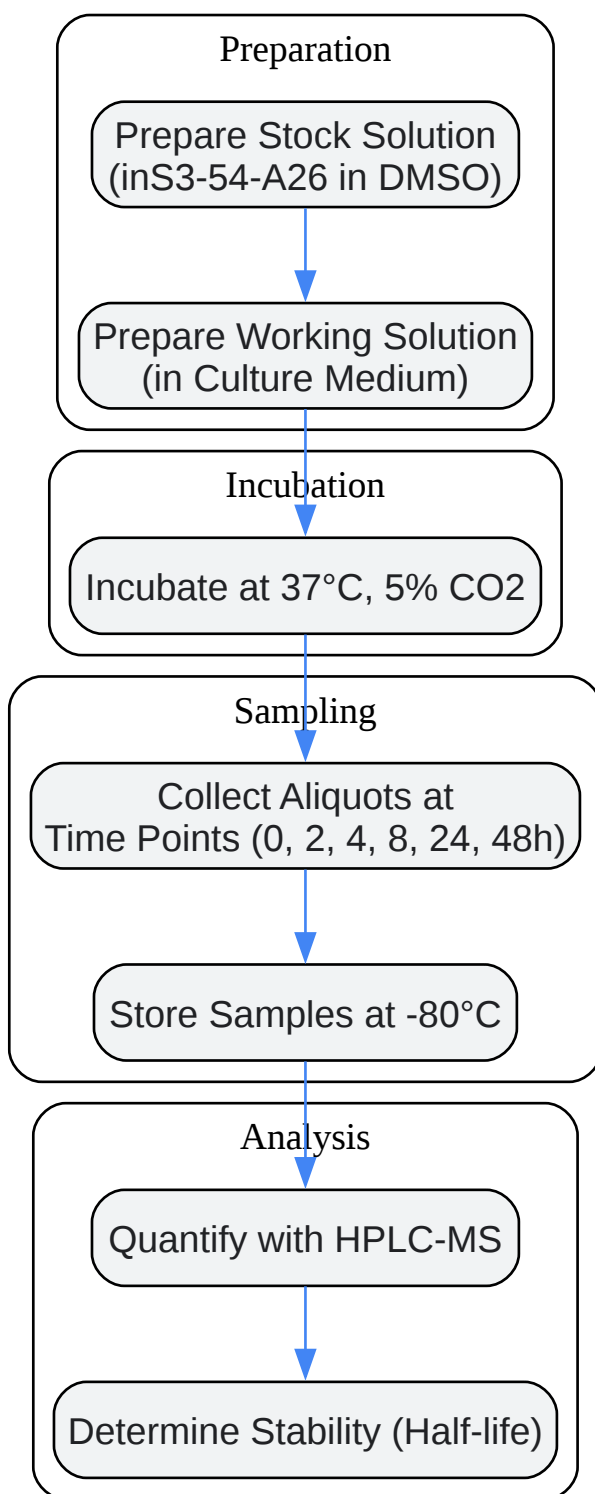 Preparation
Prepare Stock Solution
(inS3-54-A26 in DMSO)
Prepare Working Solution
(in Culture Medium)
Incubation
Incubate at 37°C, 5% CO2
Sampling
Collect Aliquots at
Time Points (0, 2, 4, 8, 24, 48h)
Store Samples at -80°C
Analysis
Quantify with HPLC-MS
Determine Stability (Half-life)